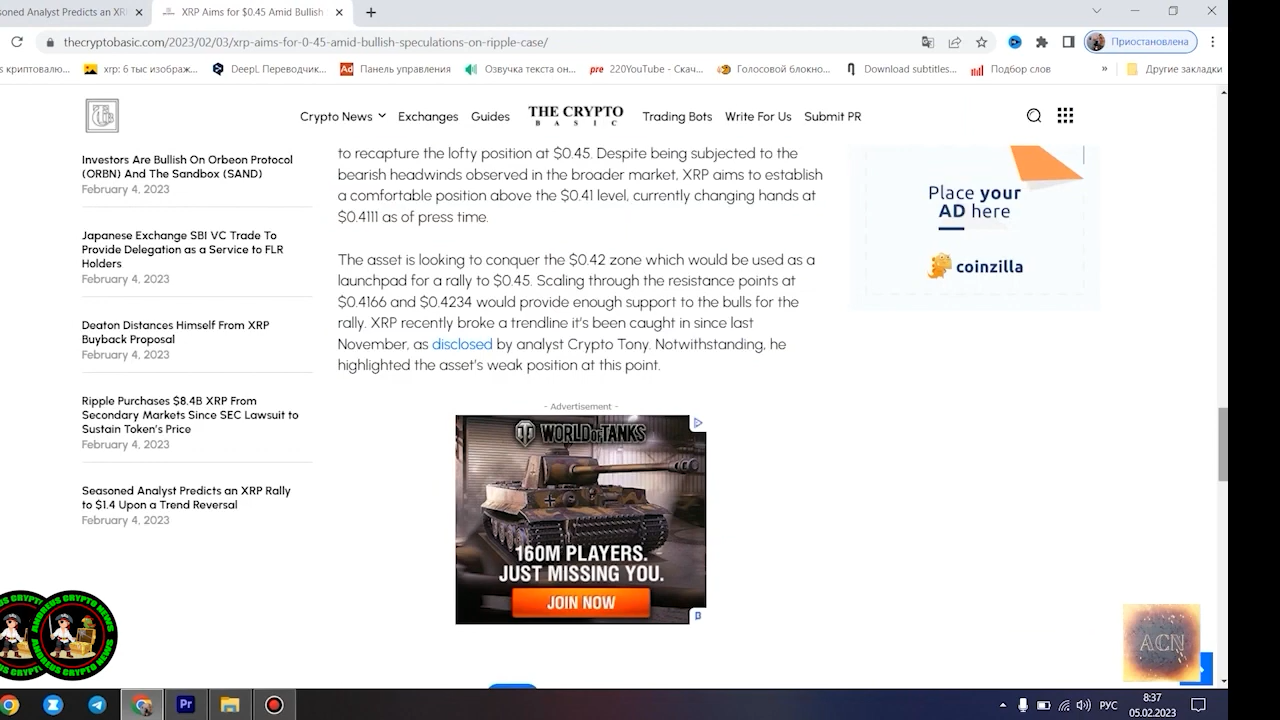 soned Analyst Predicts an XRI
XRP Aims for $0.45 Amid Bullish
thecryptobasic.com/2023/02/03/xrp-aims-for-0-45-amid-bullish-speculations-on-ripple-case/
Приостановлена
s криптовалю...
xrp: 6 тыс изображ...
DeepL Переводчик...
Ad Панель управления
Озвучка текста он...
pre 220YouTube - Скач...
Голосовой блокно...
Download subtitles...
Подбор слов
»
Другие закладки
Crypto News
Exchanges
Guides
THE CRYPTO
BASIC
Trading Bots
Write For Us
Submit PR
Investors Are Bullish On Orbeon Protocol
(ORBN) And The Sandbox (SAND)
February 4, 2023
Japanese Exchange SBI VC Trade To
Provide Delegation as a Service to FLR
Holders
February 4, 2023
Deaton Distances Himself From XRP
Buyback Proposal
February 4, 2023
Ripple Purchases $8.4B XRP From
Secondary Markets Since SEC Lawsuit to
Sustain Token's Price
February 4, 2023
Seasoned Analyst Predicts an XRP Rally
to $1.4 Upon a Trend Reversal
February 4, 2023
to recapture the lofty position at $0.45. Despite being subjected to the
bearish headwinds observed in the broader market, XRP aims to establish
a comfortable position above the $0.41 level, currently changing hands at
$0.4111 as of press time.
The asset is looking to conquer the $0.42 zone which would be used as a
launchpad for a rally to $0.45. Scaling through the resistance points at
$0.4166 and $0.4234 would provide enough support to the bulls for the
rally. XRP recently broke a trendline it's been caught in since last
November, as disclosed by analyst Crypto Tony. Notwithstanding, he
highlighted the asset's weak position at this point.
- Advertisement -
WORLD OF TANKS
160M PLAYERS.
JUST MISSING YOU.
JOIN NOW
Place your
AD here
coinzilla
ANDREUS CRYPTO NEWS
ANDREUS CRYPTO NEWS
ACN
Pr
РУС
8:37
05.02.2023